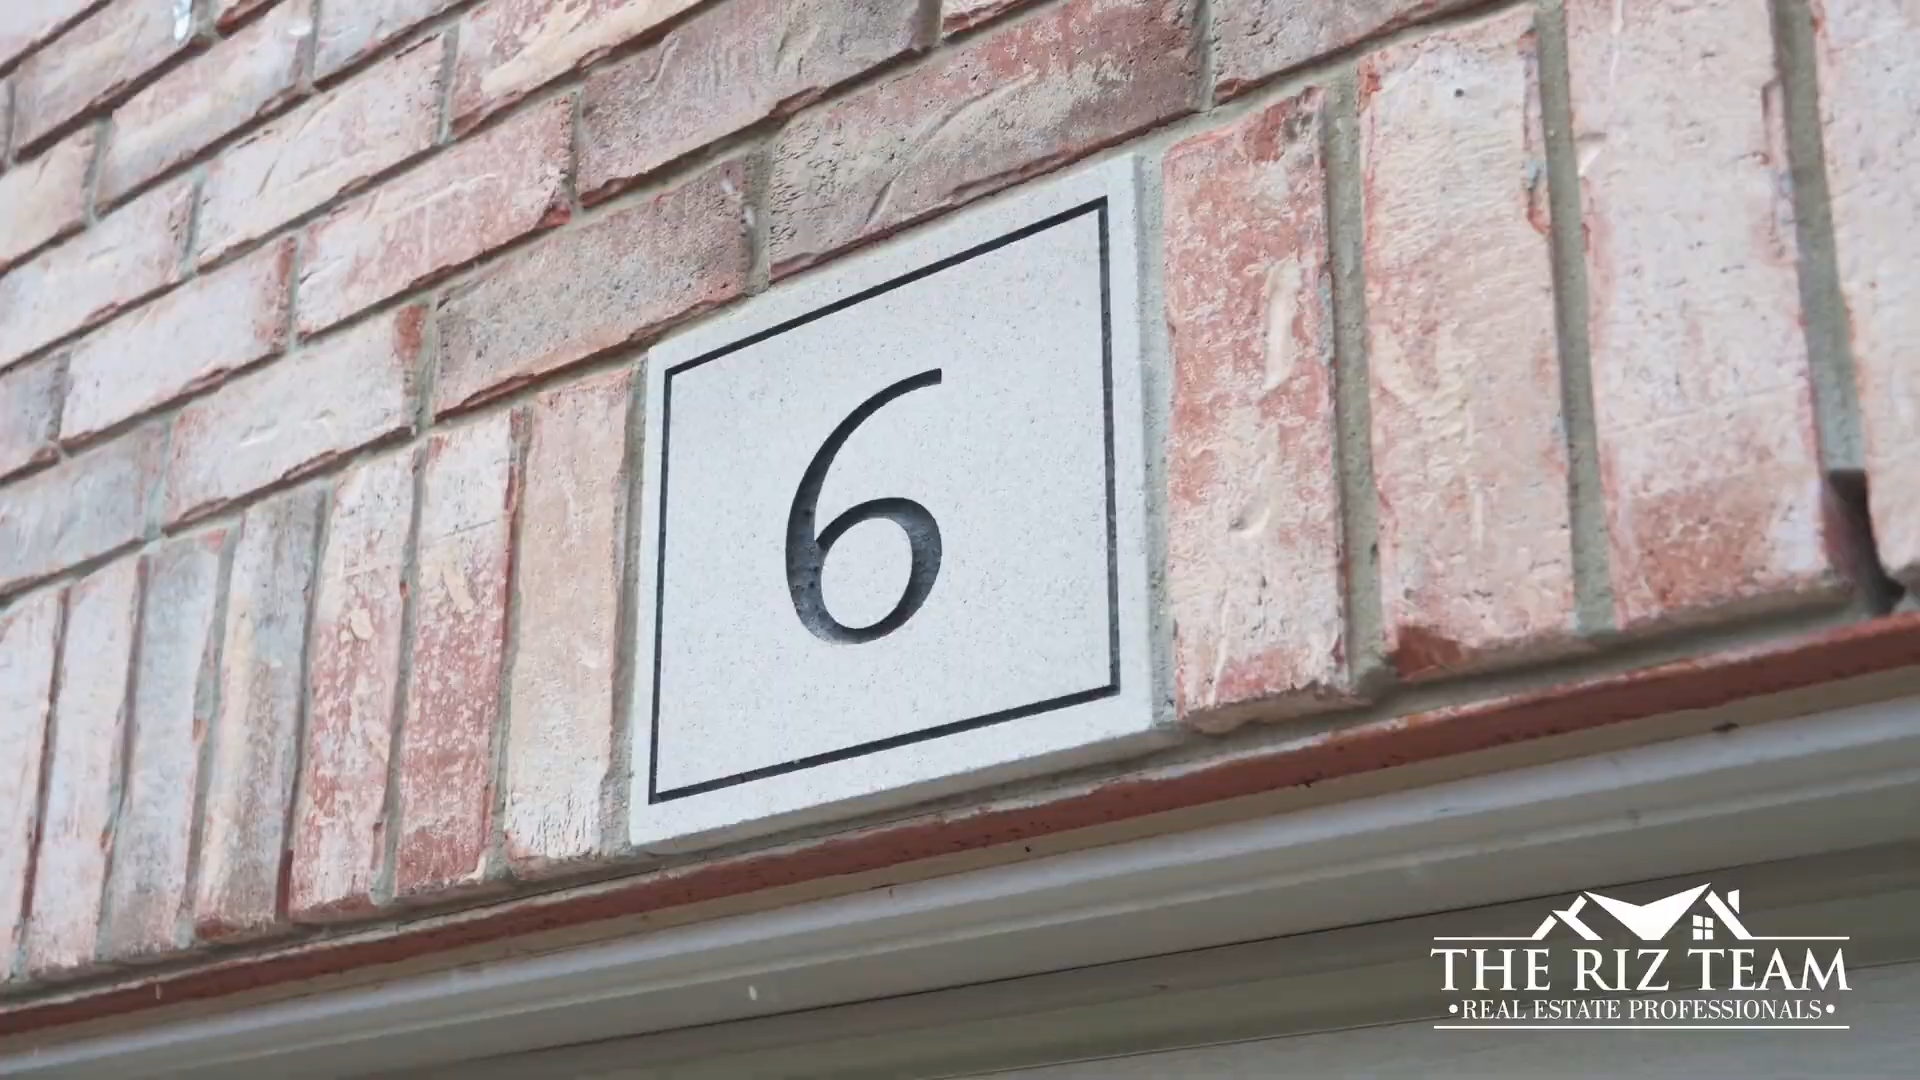 6
THE RIZ TEAM
•REAL ESTATE PROFESSIONALS•